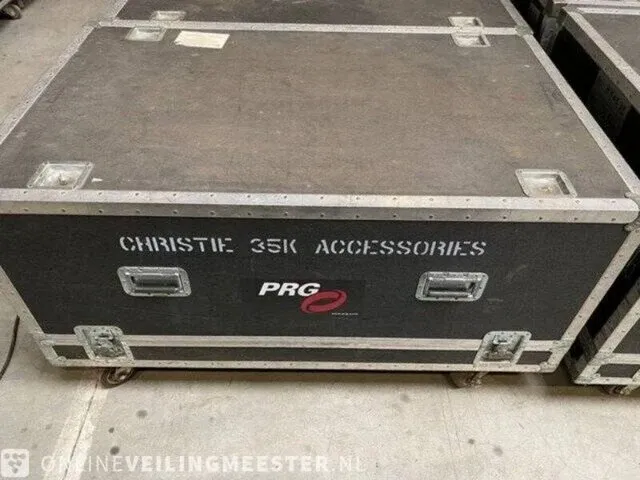 CHRISTIE 35K ACCESSORIES
PRG
ONLINEVEILINGMEESTER.NL